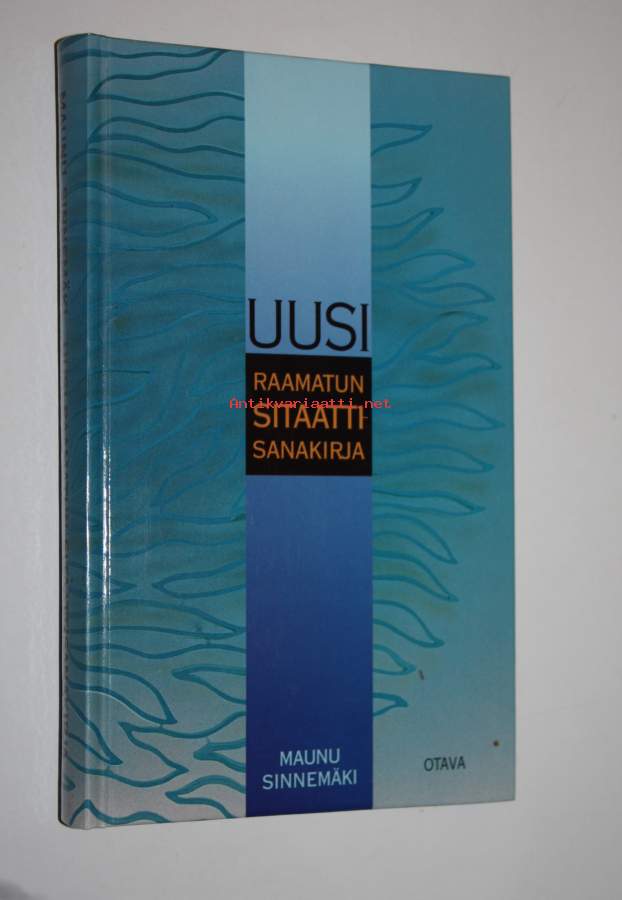 UUSI
RAAMATUN
Antikvariaatti.net
SITAATTI-
SANAKIRJA
MAUNU
SINNEMÄKI
OTAVA